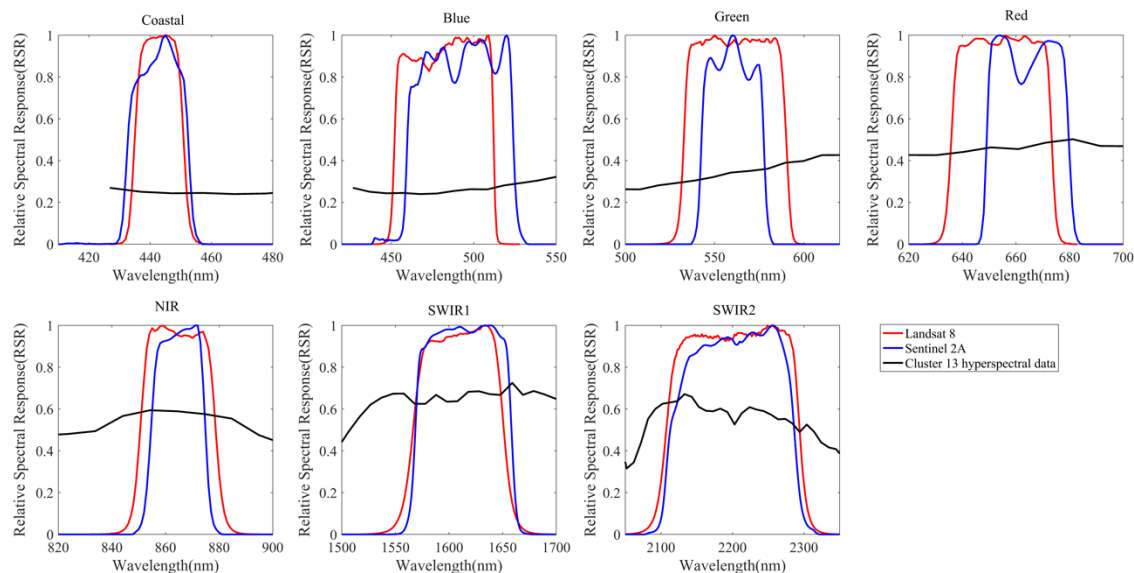 Coastal
Blue
Green
Red
Relative Spectral Response(RSR)
1
0.8
0.6
0.4
0.2
0
420 440 460 480
Wavelength(nm)
Relative Spectral Response(RSR)
1
0.8
0.6
0.4
0.2
0
450 500 550
Wavelength(nm)
Relative Spectral Response(RSR)
1
0.8
0.6
0.4
0.2
0
500 550 600
Wavelength(nm)
Relative Spectral Response(RSR)
1
0.8
0.6
0.4
0.2
0
620 640 660 680 700
Wavelength(nm)
NIR
SWIR1
SWIR2
Relative Spectral Response(RSR)
1
0.8
0.6
0.4
0.2
0
820 840 860 880 900
Wavelength(nm)
Relative Spectral Response(RSR)
1
0.8
0.6
0.4
0.2
0
1500 1550 1600 1650 1700
Wavelength(nm)
Relative Spectral Response(RSR)
1
0.8
0.6
0.4
0.2
0
2100 2200 2300
Wavelength(nm)
Landsat 8
Sentinel 2A
Cluster 13 hyperspectral data